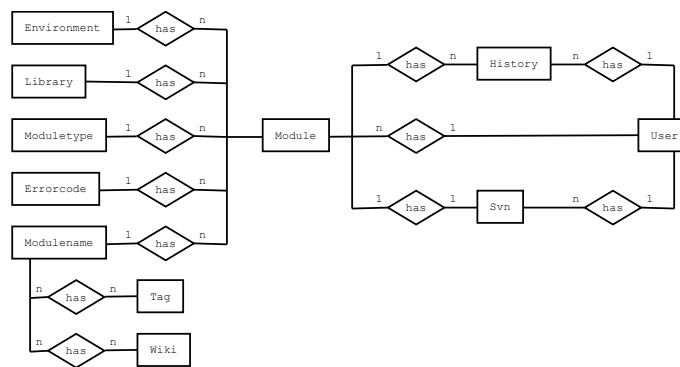 Environment 1 has n
Library 1 has n
Moduletype 1 has n
Errorcode 1 has n
Modulename 1 has n
n has n Tag
n has n Wiki
Module
1 has n History n has 1
n has 1 User
1 has 1 Svn n has 1